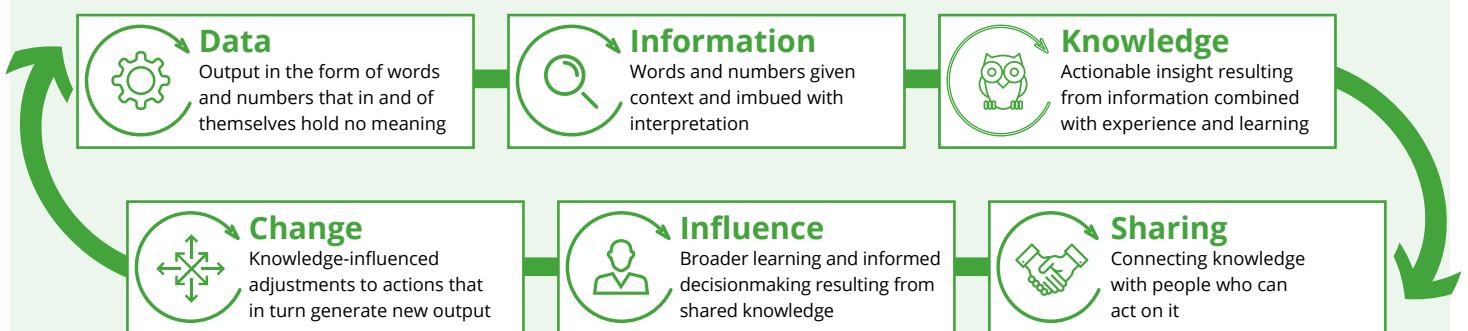 Data
Output in the form of words
and numbers that in and of
themselves hold no meaning
Information
Words and numbers given
context and imbued with
interpretation
Knowledge
Actionable insight resulting
from information combined
with experience and learning
Change
Knowledge-influenced
adjustments to actions that
in turn generate new output
Influence
Broader learning and informed
decisionmaking resulting from
shared knowledge
Sharing
Connecting knowledge
with people who can
act on it